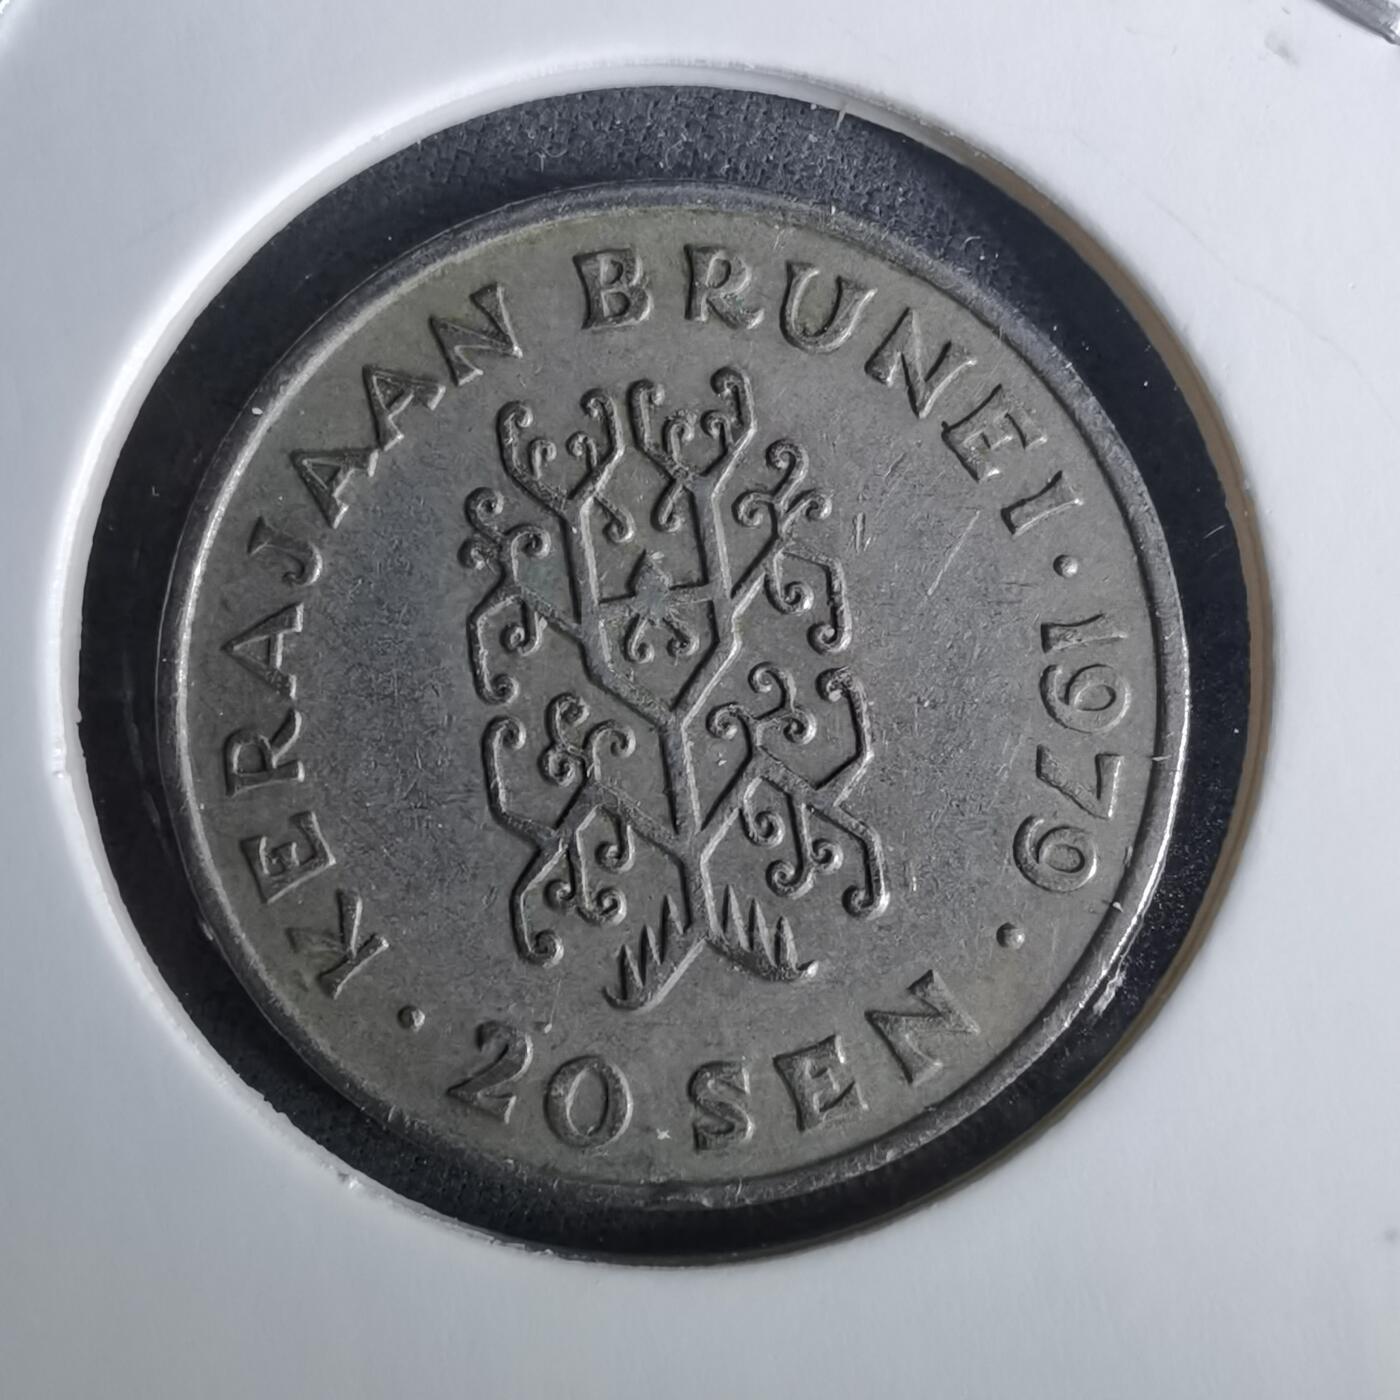 KERAJAAN BRUNEI · 1979 ·
20 SEN ·